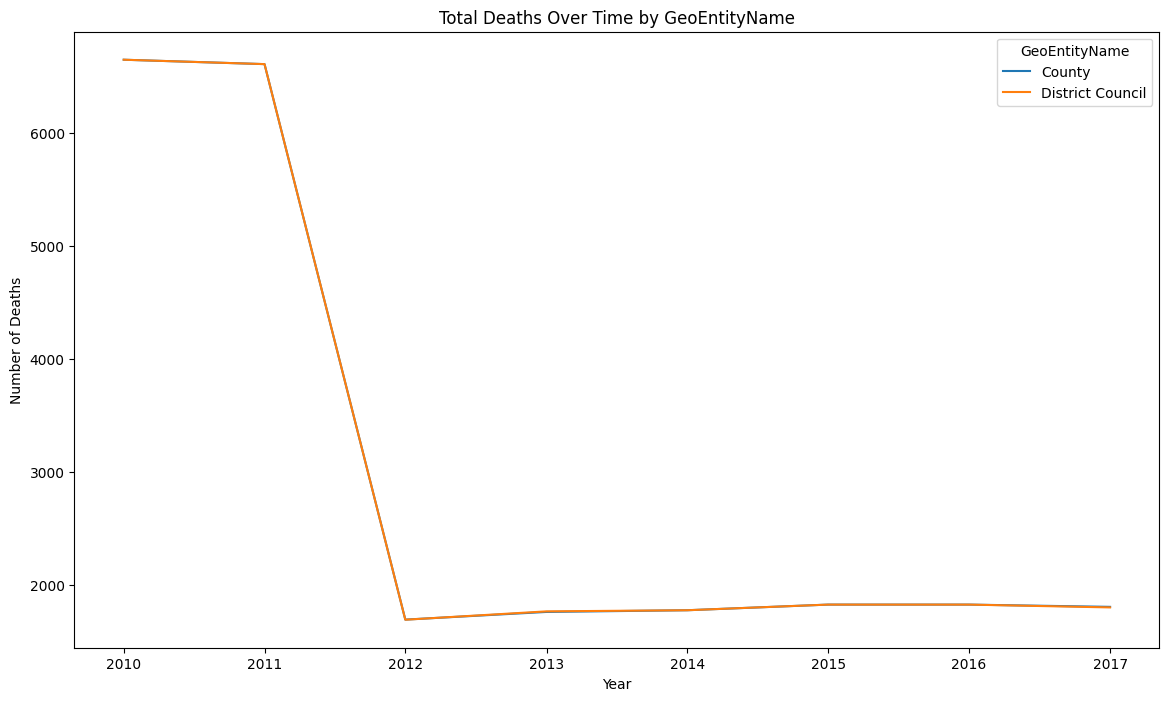 Total Deaths Over Time by GeoEntityName
GeoEntityName
County
District Council
Number of Deaths
6000
5000
4000
3000
2000
2010 2011 2012 2013 2014 2015 2016 2017
Year